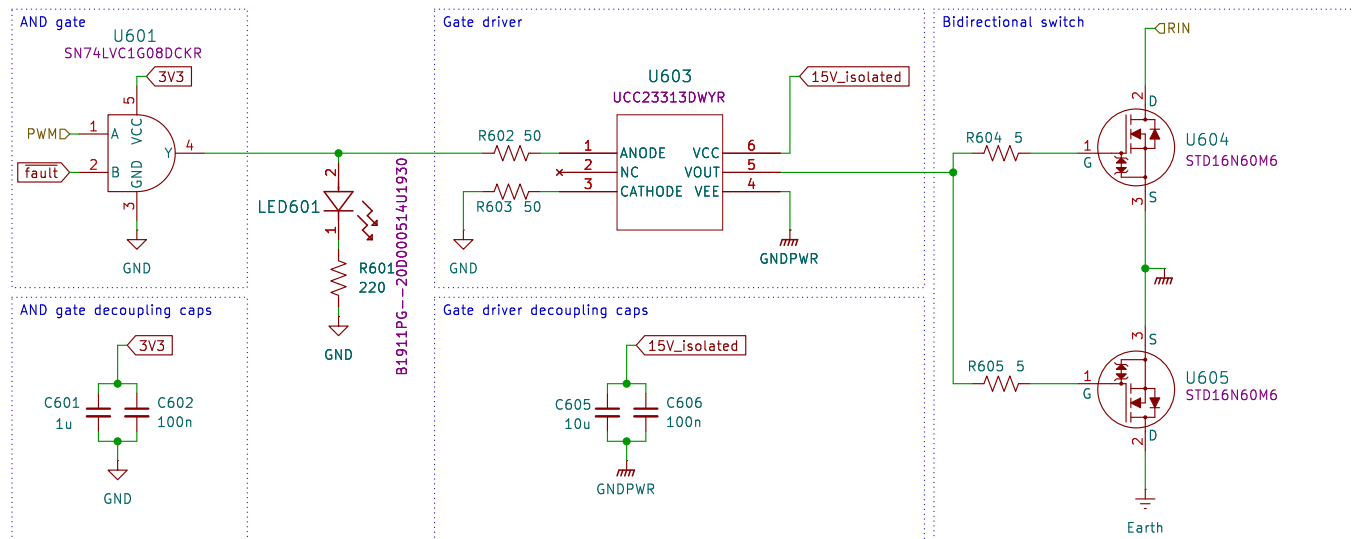 AND gate
U601
SN74LVC1G08DCKR
3V3
5
PWM
1
A
VCC
Y
4
fault
2
B
GND
3
GND
2
LED601
1
B1911PG--20D000514U1930
R601
220
GND
Gate driver
U603
UCC23313DWYR
15V_isolated
R602 50
1
ANODE
VCC
6
2
NC
VOUT
5
3
CATHODE
VEE
4
R603 50
GND
GNDPWR
Bidirectional switch
RIN
2
D
R604 5
1
G
U604
STD16N60M6
3
S
3
S
R605 5
1
G
U605
STD16N60M6
2
D
Earth
AND gate decoupling caps
3V3
C601
1u
C602
100n
GND
Gate driver decoupling caps
15V_isolated
C605
10u
C606
100n
GNDPWR